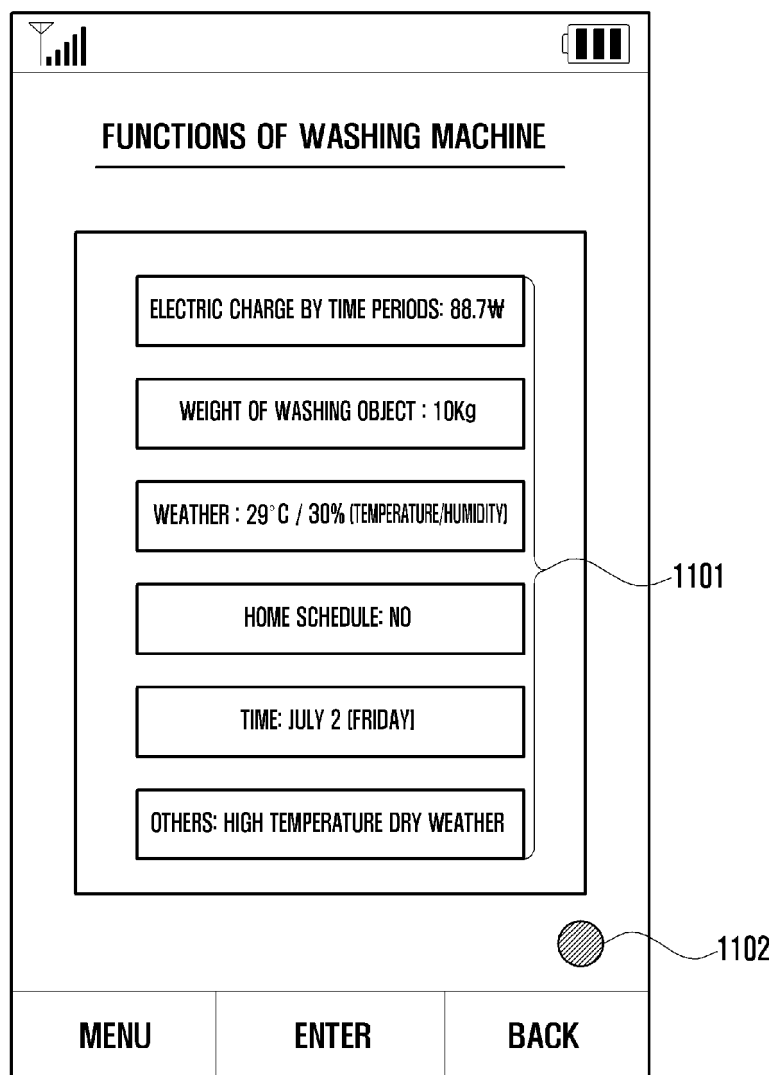 FUNCTIONS OF WASHING MACHINE
ELECTRIC CHARGE BY TIME PERIODS: 88.7₩
WEIGHT OF WASHING OBJECT : 10Kg
WEATHER : 29°C / 30% (TEMPERATURE/HUMIDITY)
1101
HOME SCHEDULE: NO
TIME: JULY 2 (FRIDAY)
OTHERS: HIGH TEMPERATURE DRY WEATHER
1102
MENU ENTER BACK